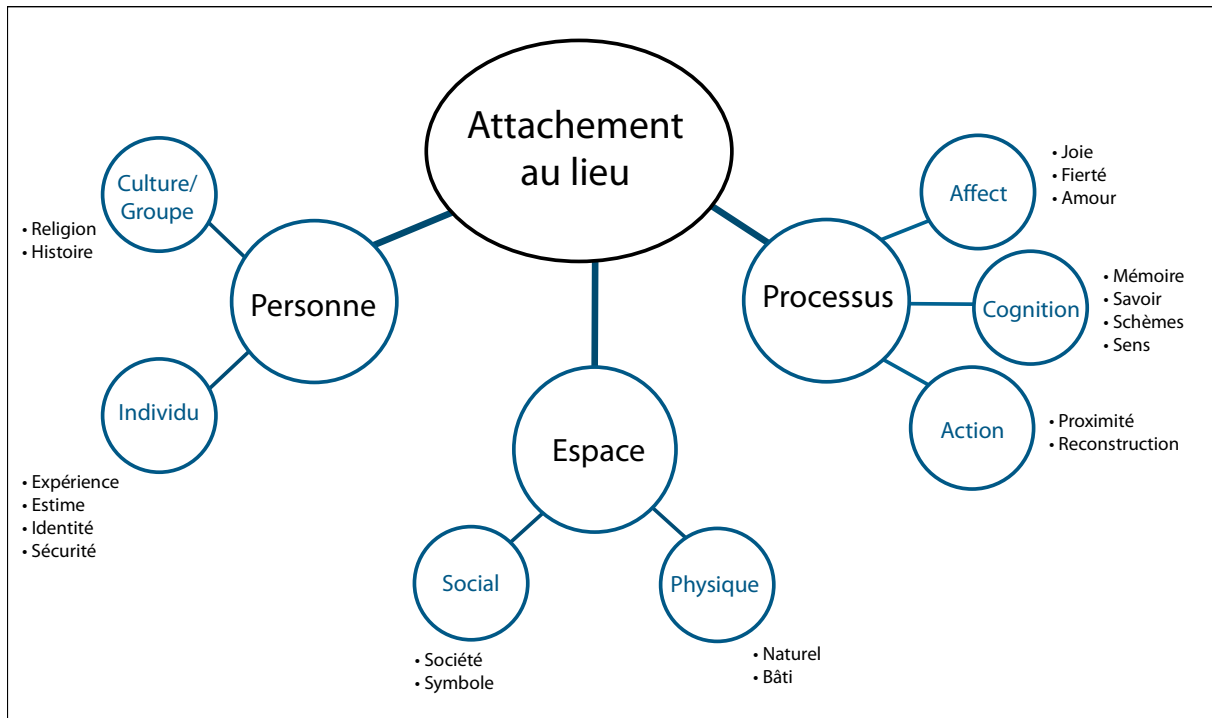 Attachement
au lieu
Personne
Culture/
Groupe
• Religion
• Histoire
Individu
• Expérience
• Estime
• Identité
• Sécurité
Espace
Social
• Société
• Symbole
Physique
• Naturel
• Bâti
Processus
Affect
• Joie
• Fierté
• Amour
Cognition
• Mémoire
• Savoir
• Schèmes
• Sens
Action
• Proximité
• Reconstruction